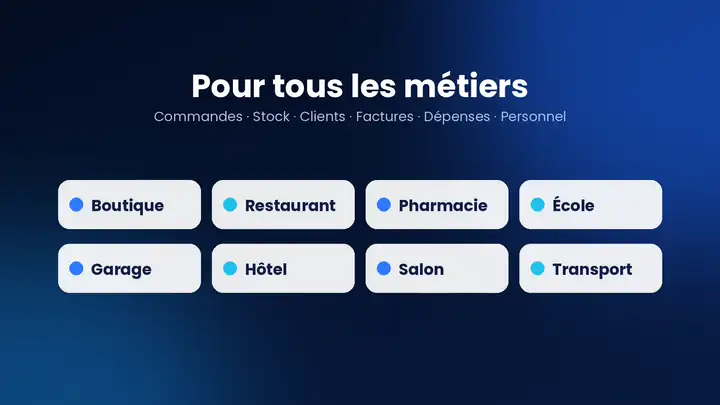 Pour tous les métiers
Commandes · Stock · Clients · Factures · Dépenses · Personnel
Boutique
Restaurant
Pharmacie
École
Garage
Hôtel
Salon
Transport